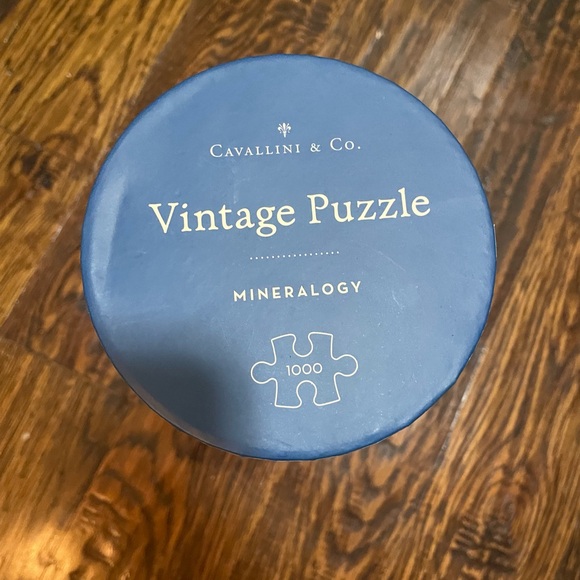 Cavallini & Co.
Vintage Puzzle
MINERALOGY
1000